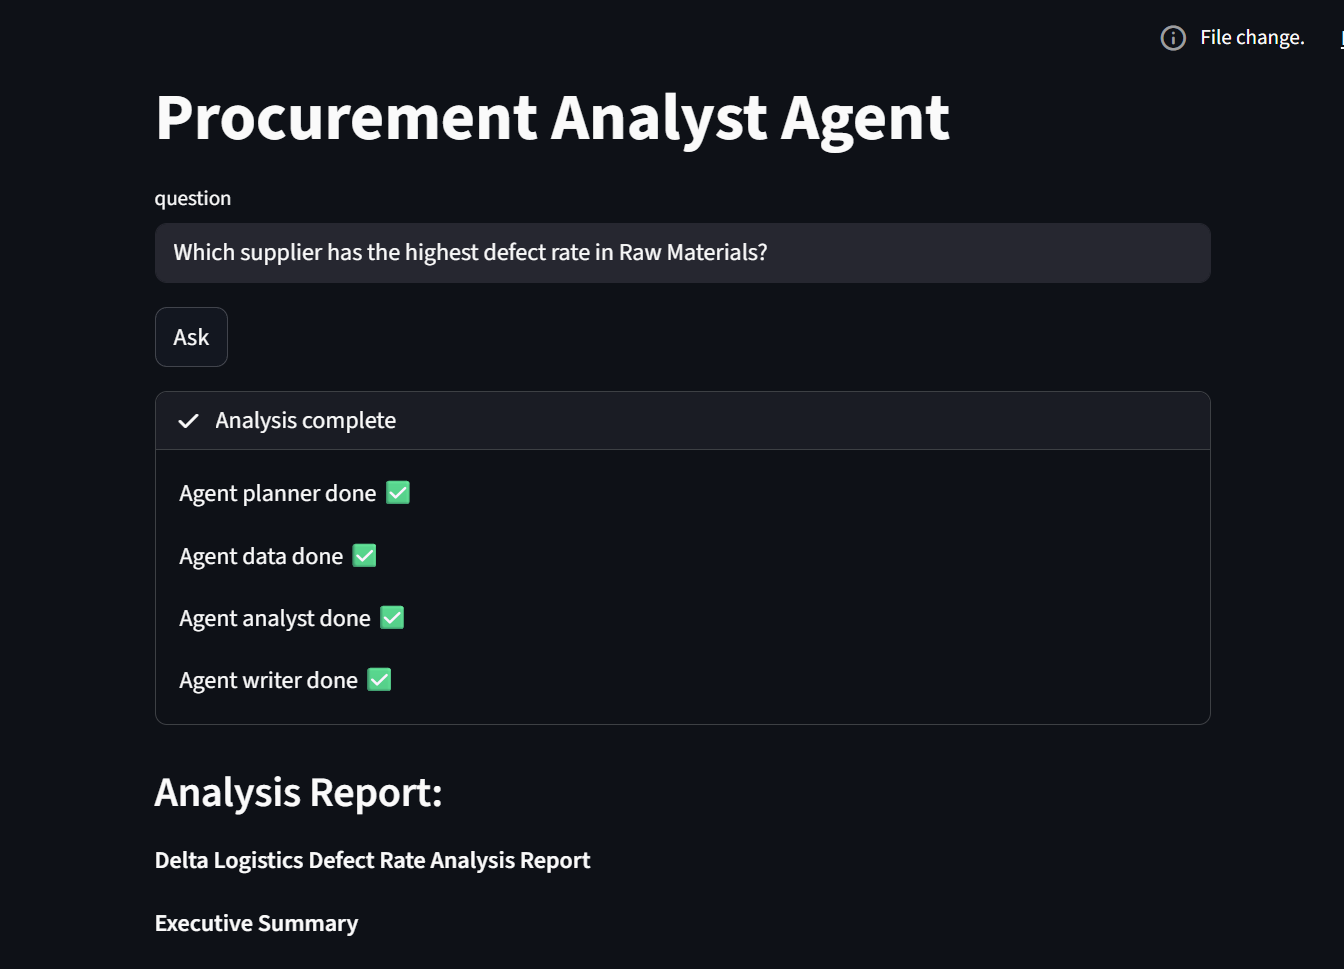 File change.
Procurement Analyst Agent
question
Which supplier has the highest defect rate in Raw Materials?
Ask
Analysis complete
Agent planner done ✅
Agent data done ✅
Agent analyst done ✅
Agent writer done ✅
Analysis Report:
Delta Logistics Defect Rate Analysis Report
Executive Summary